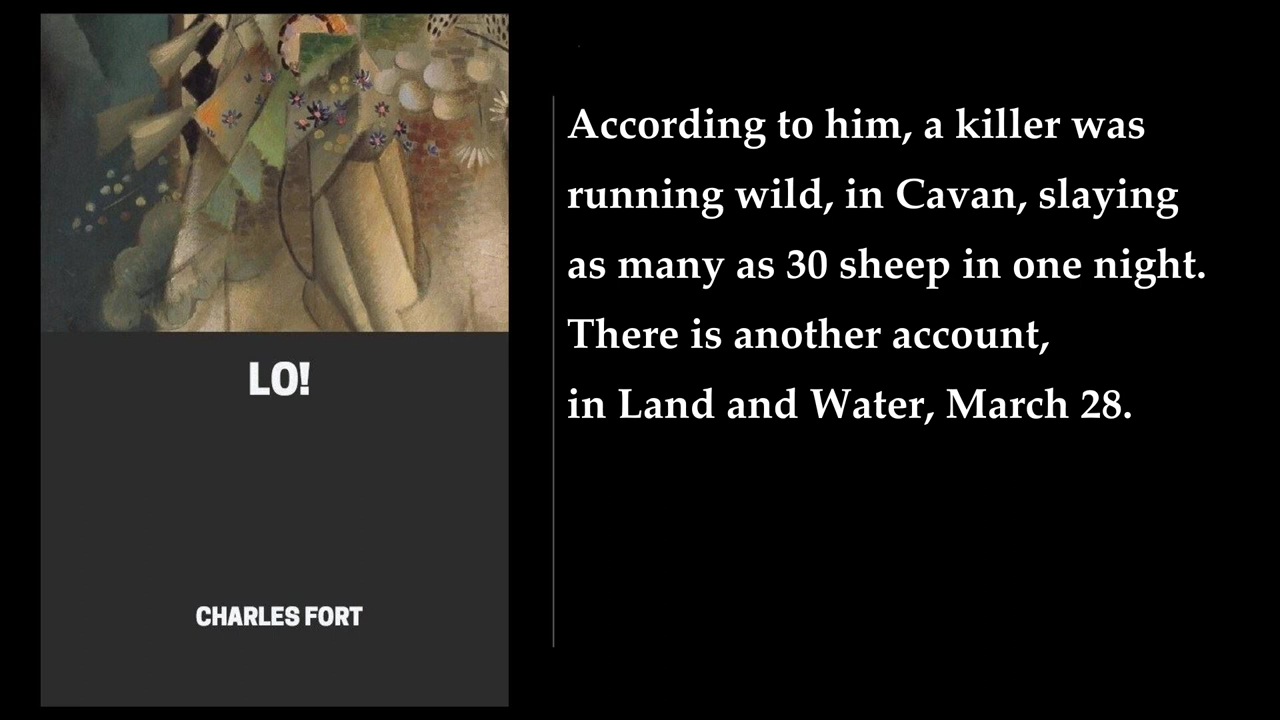 LO!
CHARLES FORT
According to him, a killer was
running wild, in Cavan, slaying
as many as 30 sheep in one night.
There is another account,
in Land and Water, March 28.